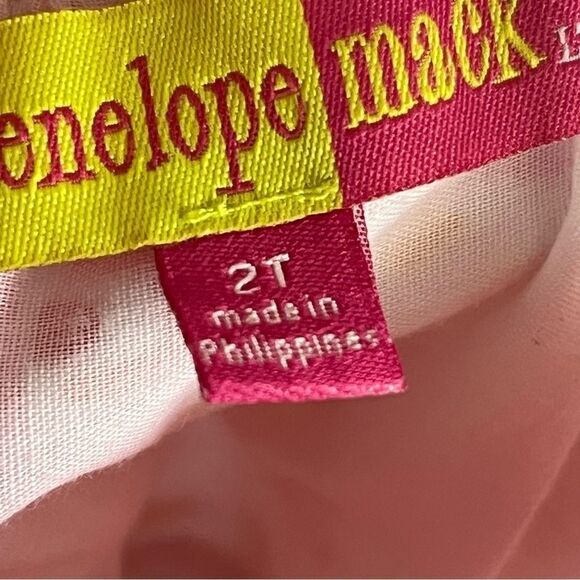 enelope mack
2T
made in
Philippines